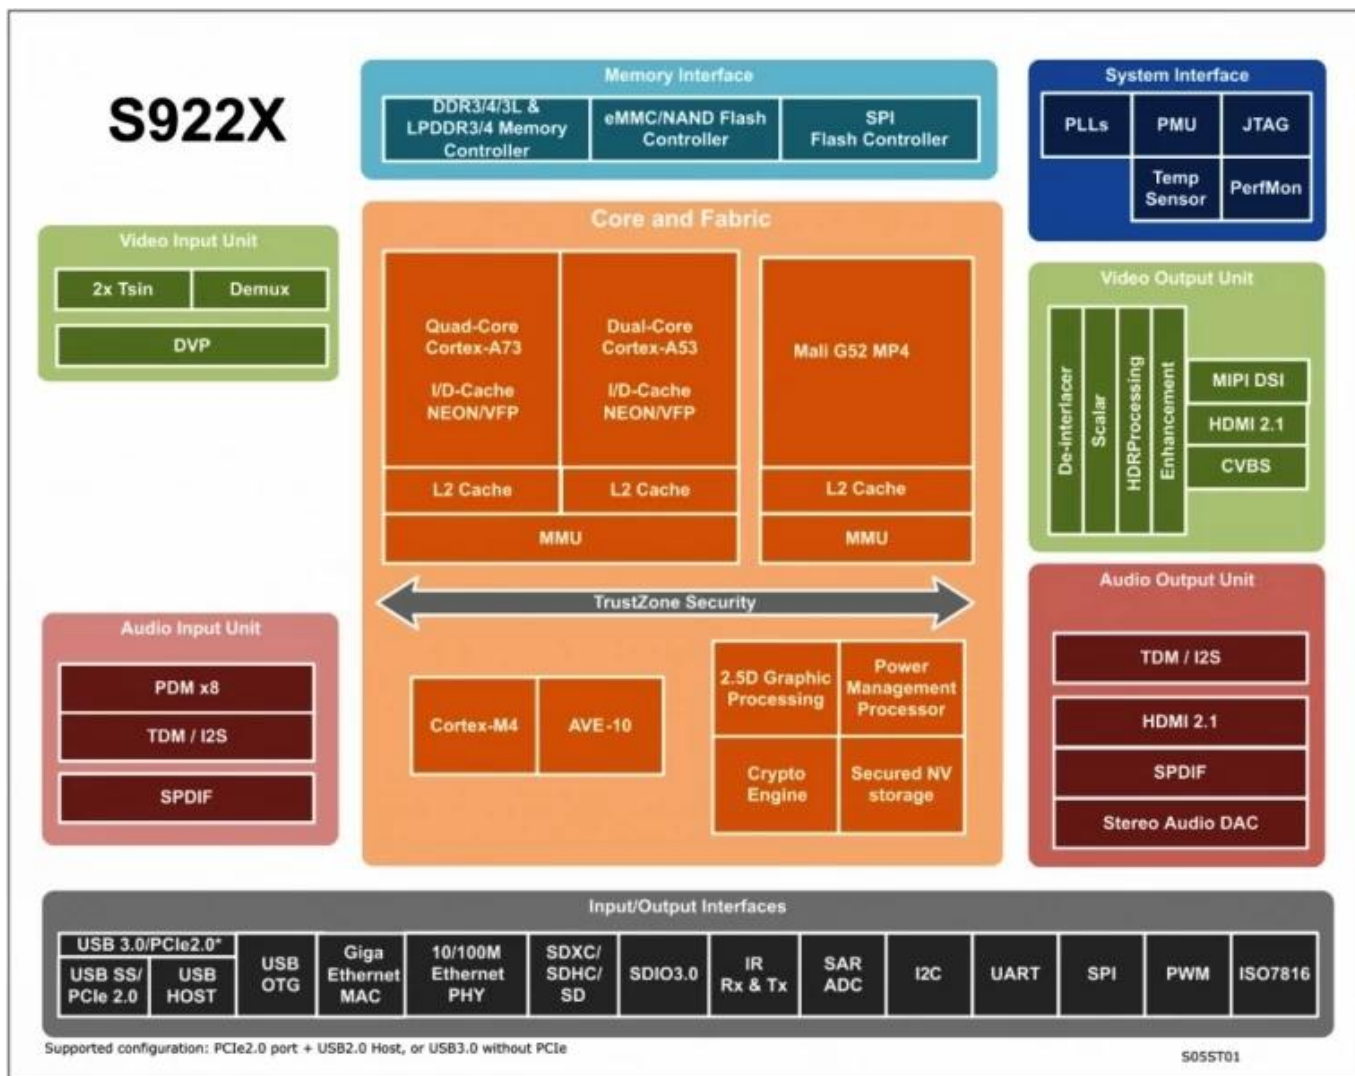 S922X
Memory Interface
DDR3/4/3L &
LPDDR3/4 Memory
Controller
eMMC/NAND Flash
Controller
SPI
Flash Controller
System Interface
PLLs
PMU
JTAG
Temp
Sensor
PerfMon
Video Input Unit
2x Tsin
Demux
DVP
Core and Fabric
Quad-Core
Cortex-A73
I/D-Cache
NEON/VFP
Dual-Core
Cortex-A53
I/D-Cache
NEON/VFP
Mali G52 MP4
L2 Cache
L2 Cache
L2 Cache
MMU
MMU
TrustZone Security
Cortex-M4
AVE-10
2.5D Graphic
Processing
Power
Management
Processor
Crypto
Engine
Secured NV
storage
Video Output Unit
De-interlacer
Scalar
HDRProcessing
Enhancement
MIPI DSI
HDMI 2.1
CVBS
Audio Input Unit
PDM x8
TDM / I2S
SPDIF
Audio Output Unit
TDM / I2S
HDMI 2.1
SPDIF
Stereo Audio DAC
Input/Output Interfaces
USB 3.0/PCIe2.0*
USB SS/
PCIe 2.0
USB
HOST
USB
OTG
Giga
Ethernet
MAC
10/100M
Ethernet
PHY
SDXC/
SDHC/
SD
SDIO3.0
IR
Rx & Tx
SAR
ADC
I2C
UART
SPI
PWM
ISO7816
Supported configuration: PCIe2.0 port + USB2.0 Host, or USB3.0 without PCIe
S05ST01